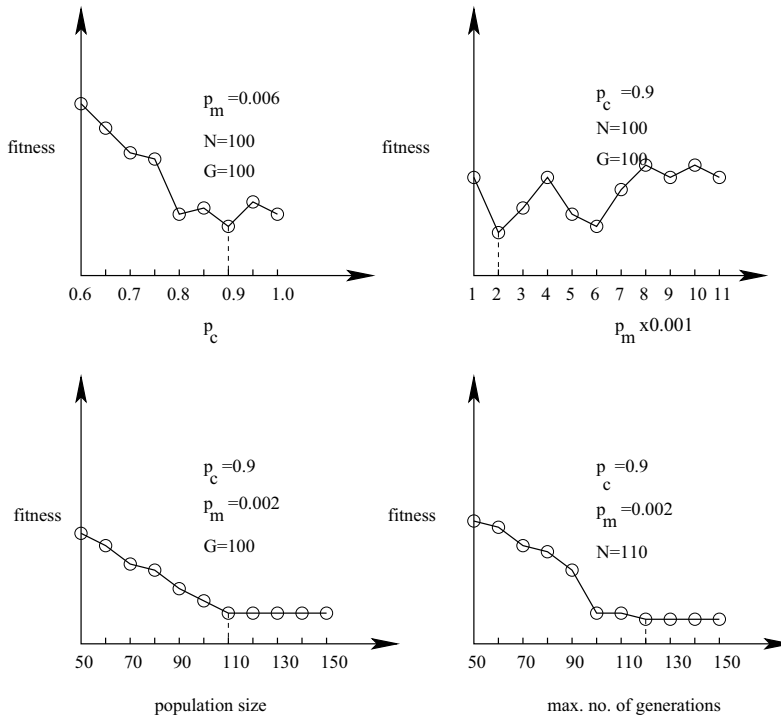 p_m =0.006
N=100
G=100
fitness
0.6 0.7 0.8 0.9 1.0
p_c
p_c =0.9
N=100
G=100
fitness
1 2 3 4 5 6 7 8 9 10 11
p_m x0.001
p_c =0.9
p_m =0.002
G=100
fitness
50 70 90 110 130 150
population size
p_c =0.9
p_m =0.002
N=110
fitness
50 70 90 110 130 150
max. no. of generations